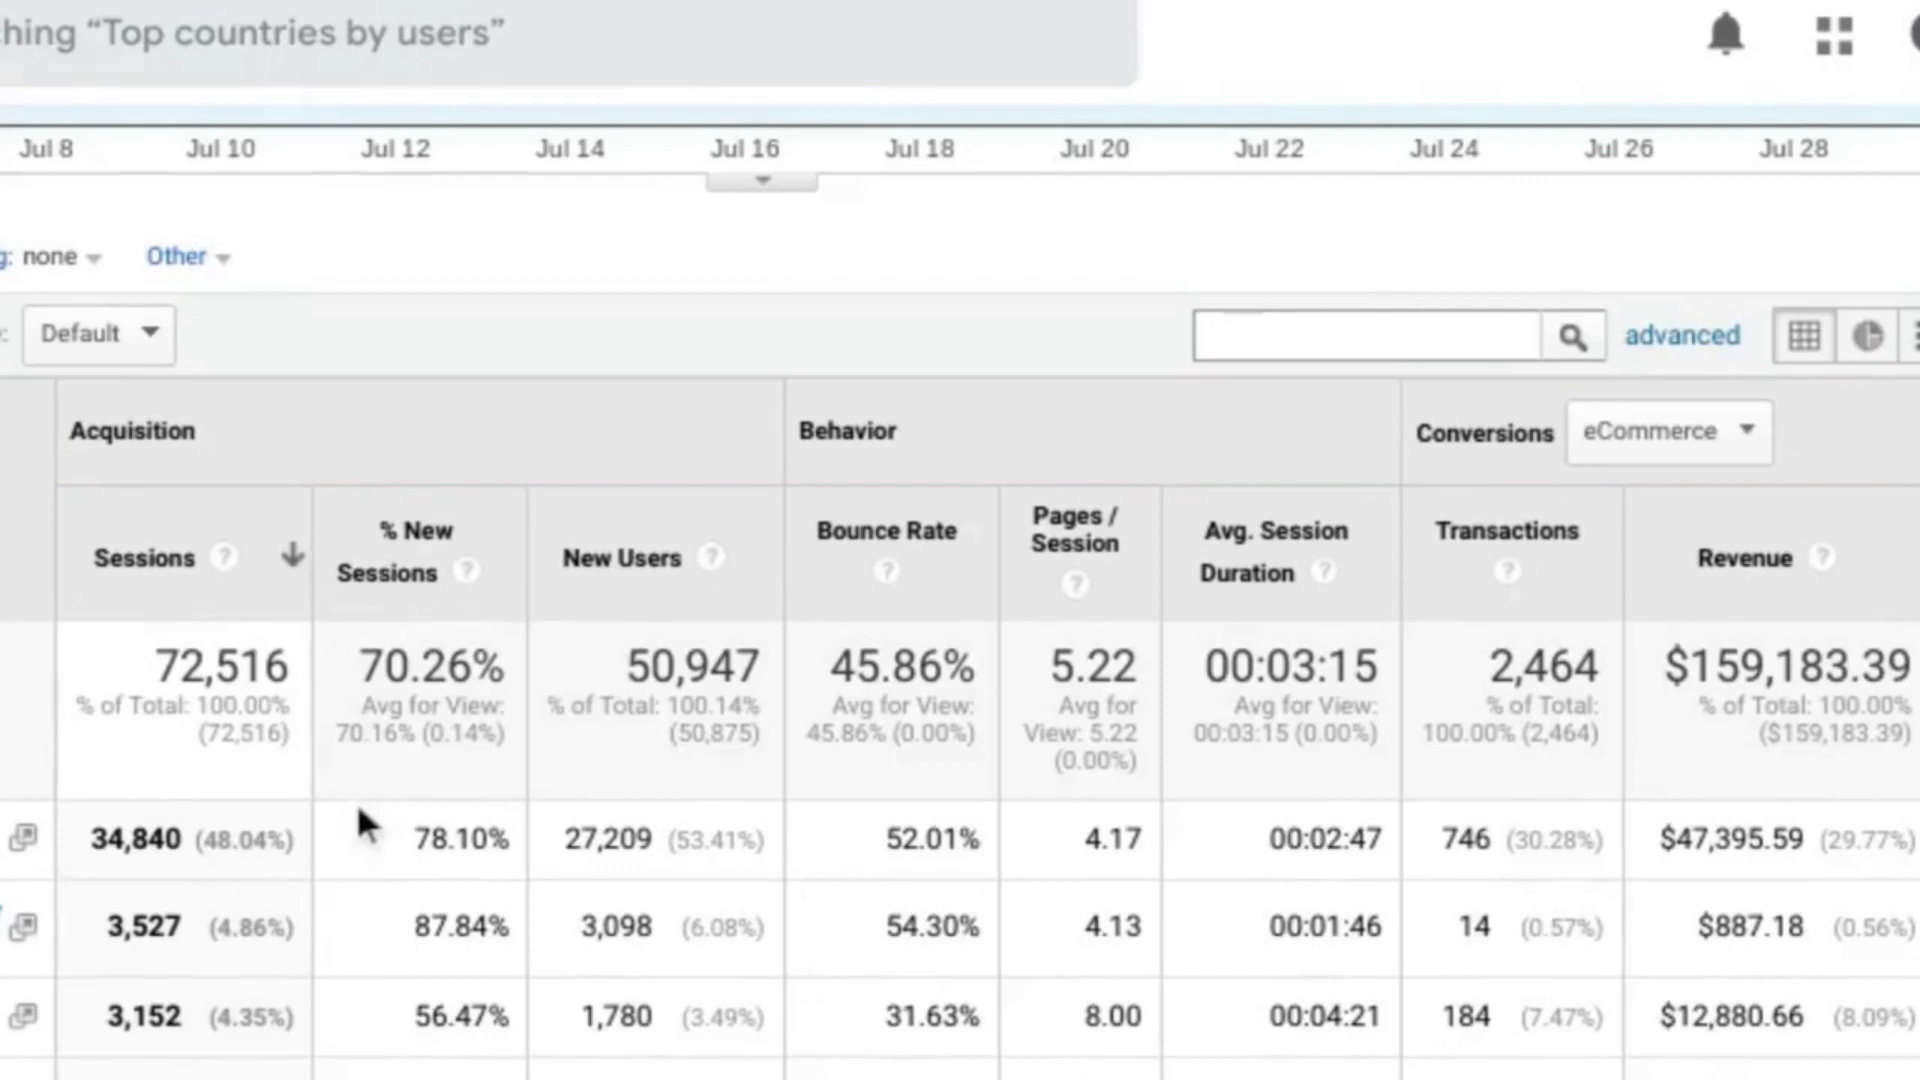 ching “Top countries by users”
Jul 8 Jul 10 Jul 12 Jul 14 Jul 16 Jul 18 Jul 20 Jul 22 Jul 24 Jul 26 Jul 28
g: none Other
: Default advanced
Acquisition Behavior Conversions eCommerce
Sessions ? % New Sessions ? New Users ? Bounce Rate ? Pages / Session ? Avg. Session Duration ? Transactions ? Revenue ?
72,516 70.26% 50,947 45.86% 5.22 00:03:15 2,464 $159,183.39
% of Total: 100.00% Avg for View: % of Total: 100.14% Avg for View: Avg for Avg for View: % of Total: % of Total: 100.00%
(72,516) 70.16% (0.14%) (50,875) 45.86% (0.00%) View: 5.22 00:03:15 (0.00%) 100.00% (2,464) ($159,183.39)
(0.00%)
34,840 (48.04%) 78.10% 27,209 (53.41%) 52.01% 4.17 00:02:47 746 (30.28%) $47,395.59 (29.77%)
3,527 (4.86%) 87.84% 3,098 (6.08%) 54.30% 4.13 00:01:46 14 (0.57%) $887.18 (0.56%)
3,152 (4.35%) 56.47% 1,780 (3.49%) 31.63% 8.00 00:04:21 184 (7.47%) $12,880.66 (8.09%)